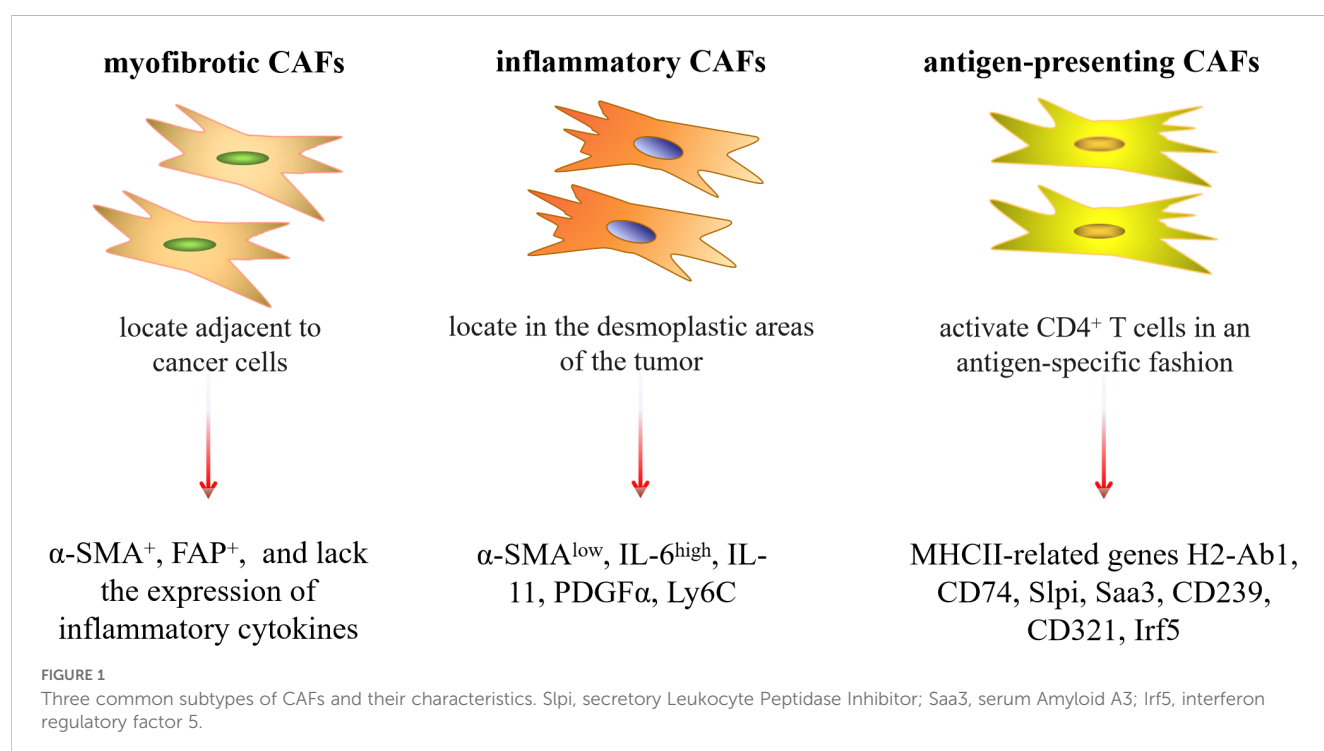 myofibrotic CAFs
locate adjacent to
cancer cells
α-SMA⁺, FAP⁺, and lack
the expression of
inflammatory cytokines
inflammatory CAFs
locate in the desmoplastic areas
of the tumor
α-SMAˡᵒʷ, IL-6ʰⁱᵍʰ, IL-
11, PDGFα, Ly6C
antigen-presenting CAFs
activate CD4⁺ T cells in an
antigen-specific fashion
MHCII-related genes H2-Ab1,
CD74, Slpi, Saa3, CD239,
CD321, Irf5
FIGURE 1
Three common subtypes of CAFs and their characteristics. Slpi, secretory Leukocyte Peptidase Inhibitor; Saa3, serum Amyloid A3; Irf5, interferon
regulatory factor 5.